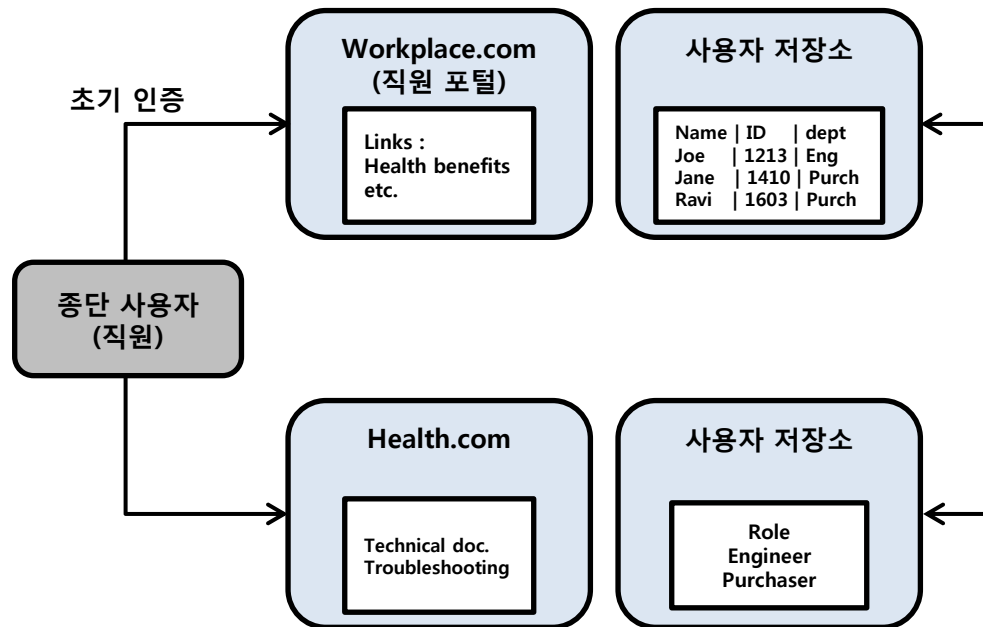 초기 인증
Workplace.com
(직원 포털)
Links :
Health benefits
etc.
사용자 저장소
Name | ID | dept
Joe | 1213 | Eng
Jane | 1410 | Purch
Ravi | 1603 | Purch
종단 사용자
(직원)
Health.com
Technical doc.
Troubleshooting
사용자 저장소
Role
Engineer
Purchaser